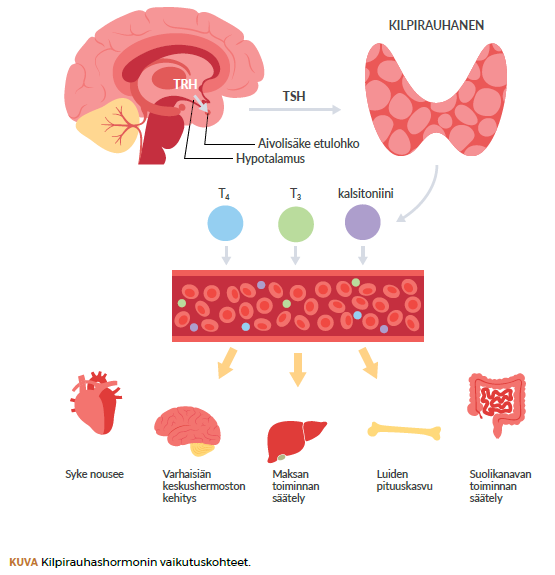 KILPIRAUHANEN
TRH
TSH
Aivolisäke etulohko
Hypotalamus
T4
T3
kalsitoniini
Syke nousee
Varhaisiän
keskushermoston
kehitys
Maksan
toiminnan
säätely
Luiden
pituuskasvu
Suolikanavan
toiminnan
säätely
KUVA Kilpirauhashormonin vaikutuskohteet.